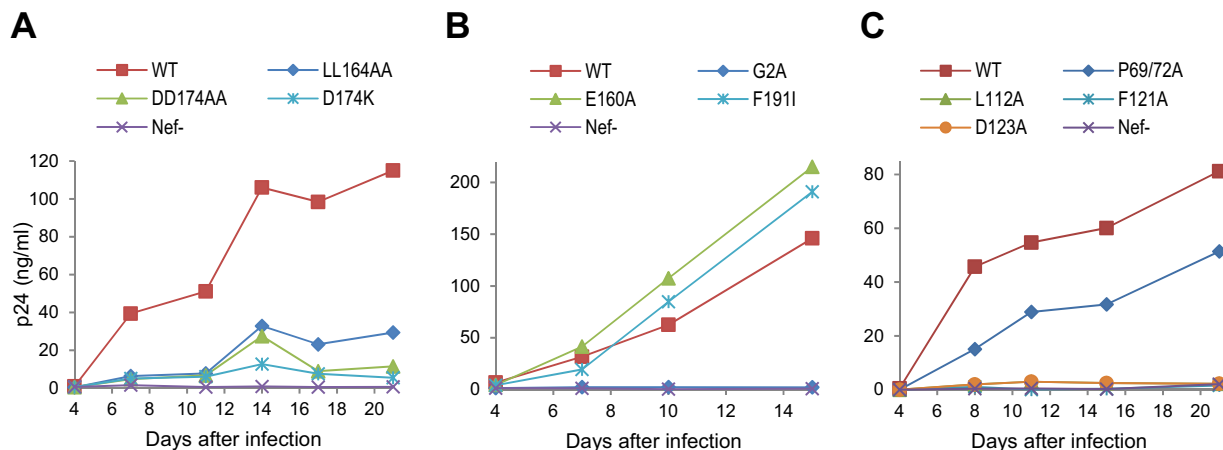 A
WT LL164AA
DD174AA D174K
Nef-
120
100
80
60
40
20
0
4 6 8 10 12 14 16 18 20
p24 (ng/ml)
Days after infection
B
WT G2A
E160A F191I
Nef-
200
150
100
50
0
4 6 8 10 12 14
Days after infection
C
WT P69/72A
L112A F121A
D123A Nef-
80
60
40
20
0
4 6 8 10 12 14 16 18 20
Days after infection